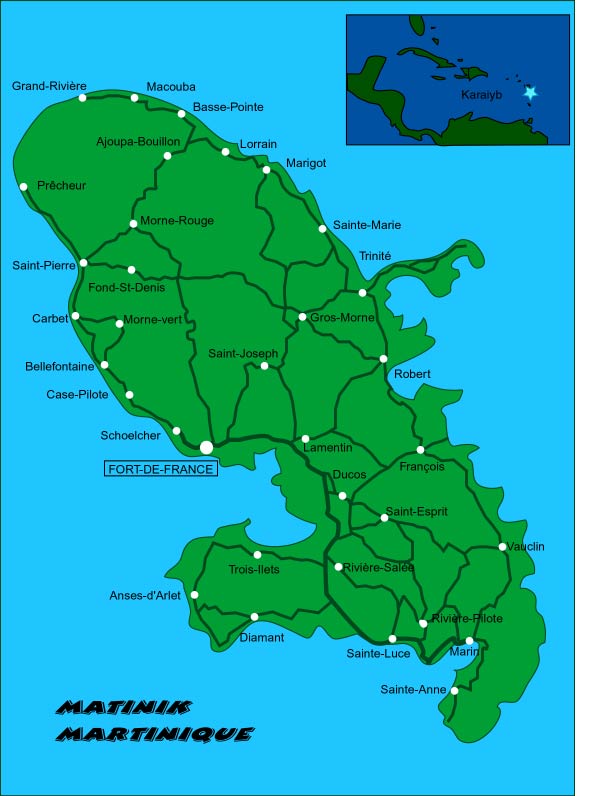 Karaiyb
Grand-Rivière
Macouba
Basse-Pointe
Ajoupa-Bouillon
Lorrain
Marigot
Prêcheur
Morne-Rouge
Sainte-Marie
Trinité
Saint-Pierre
Fond-St-Denis
Carbet
Morne-vert
Gros-Morne
Saint-Joseph
Bellefontaine
Robert
Case-Pilote
Schoelcher
Lamentin
FORT-DE-FRANCE
François
Ducos
Saint-Esprit
Vauclin
Trois-Ilets
Rivière-Salée
Anses-d'Arlet
Rivière-Pilote
Diamant
Sainte-Luce
Marin
Sainte-Anne
MATINIK
MARTINIQUE